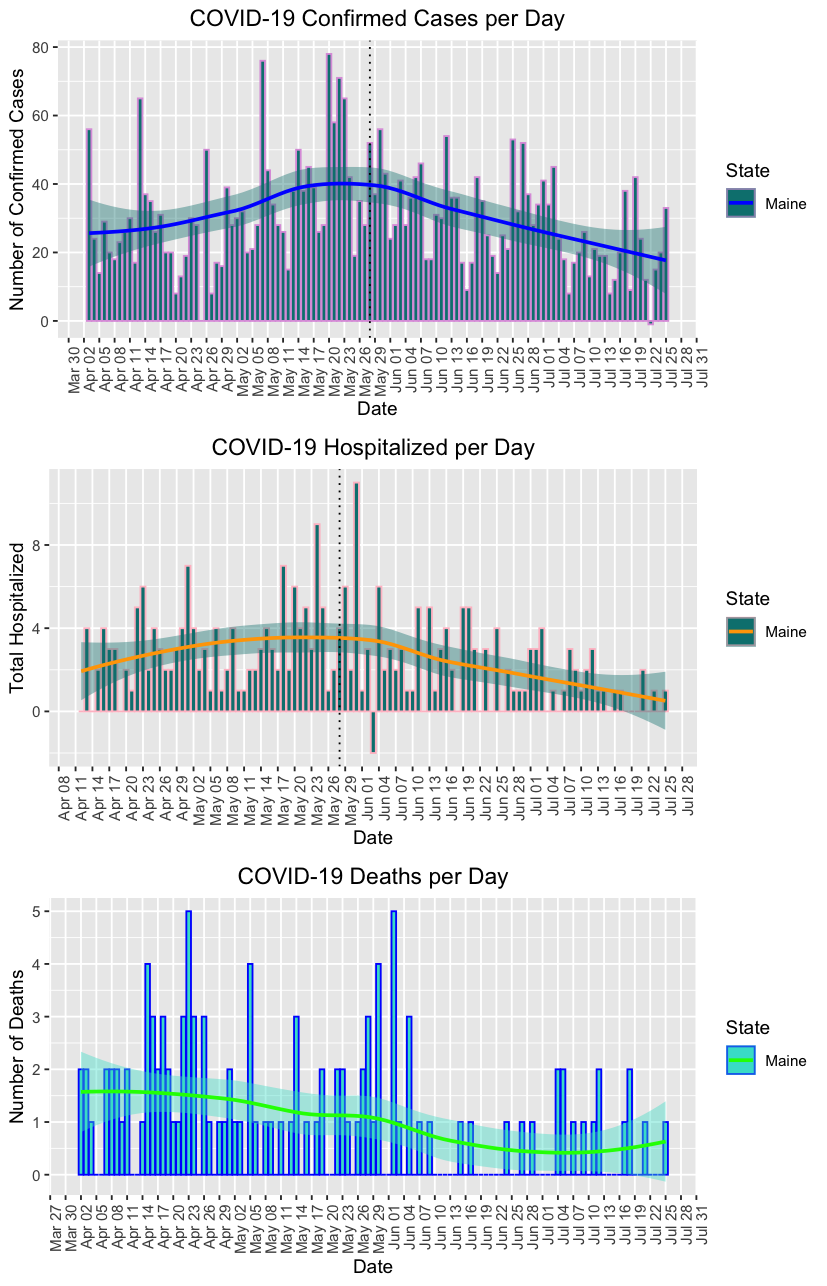 COVID-19 Confirmed Cases per Day
Number of Confirmed Cases
80
60
40
20
0
Mar 30
Apr 02
Apr 05
Apr 08
Apr 11
Apr 14
Apr 17
Apr 20
Apr 23
Apr 26
Apr 29
May 02
May 05
May 08
May 11
May 14
May 17
May 20
May 23
May 26
May 29
Jun 01
Jun 04
Jun 07
Jun 10
Jun 13
Jun 16
Jun 19
Jun 22
Jun 25
Jun 28
Jul 01
Jul 04
Jul 07
Jul 10
Jul 13
Jul 16
Jul 19
Jul 22
Jul 25
Jul 28
Jul 31
Date
State
Maine
COVID-19 Hospitalized per Day
Total Hospitalized
8
4
0
Apr 08
Apr 11
Apr 14
Apr 17
Apr 20
Apr 23
Apr 26
Apr 29
May 02
May 05
May 08
May 11
May 14
May 17
May 20
May 23
May 26
May 29
Jun 01
Jun 04
Jun 07
Jun 10
Jun 13
Jun 16
Jun 19
Jun 22
Jun 25
Jun 28
Jul 01
Jul 04
Jul 07
Jul 10
Jul 13
Jul 16
Jul 19
Jul 22
Jul 25
Jul 28
Date
State
Maine
COVID-19 Deaths per Day
Number of Deaths
5
4
3
2
1
0
Mar 27
Mar 30
Apr 02
Apr 05
Apr 08
Apr 11
Apr 14
Apr 17
Apr 20
Apr 23
Apr 26
Apr 29
May 02
May 05
May 08
May 11
May 14
May 17
May 20
May 23
May 26
May 29
Jun 01
Jun 04
Jun 07
Jun 10
Jun 13
Jun 16
Jun 19
Jun 22
Jun 25
Jun 28
Jul 01
Jul 04
Jul 07
Jul 10
Jul 13
Jul 16
Jul 19
Jul 22
Jul 25
Jul 28
Jul 31
Date
State
Maine